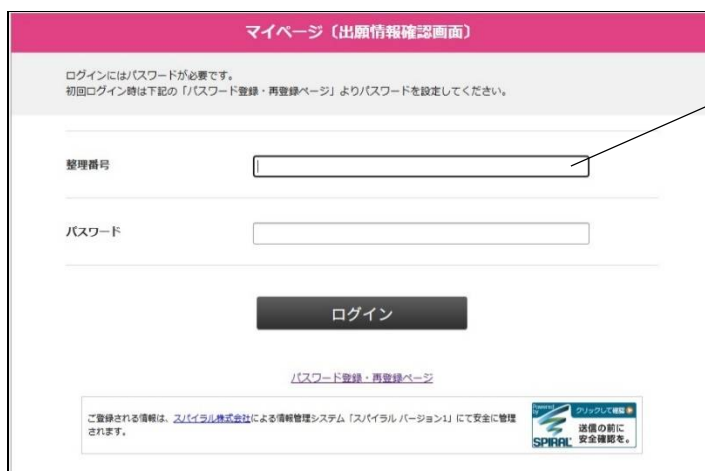 マイページ〔出願情報確認画面〕
ログインにはパスワードが必要です。
初回ログイン時は下記の「パスワード登録・再登録ページ」よりパスワードを設定してください。
整理番号
パスワード
ログイン
パスワード登録・再登録ページ
ご登録される情報は、スパイラル株式会社による情報管理システム「スパイラル バージョン1」にて安全に管理
されます。
Powered by
SPIRAL
クリックして確認
送信の前に
安全確認を。